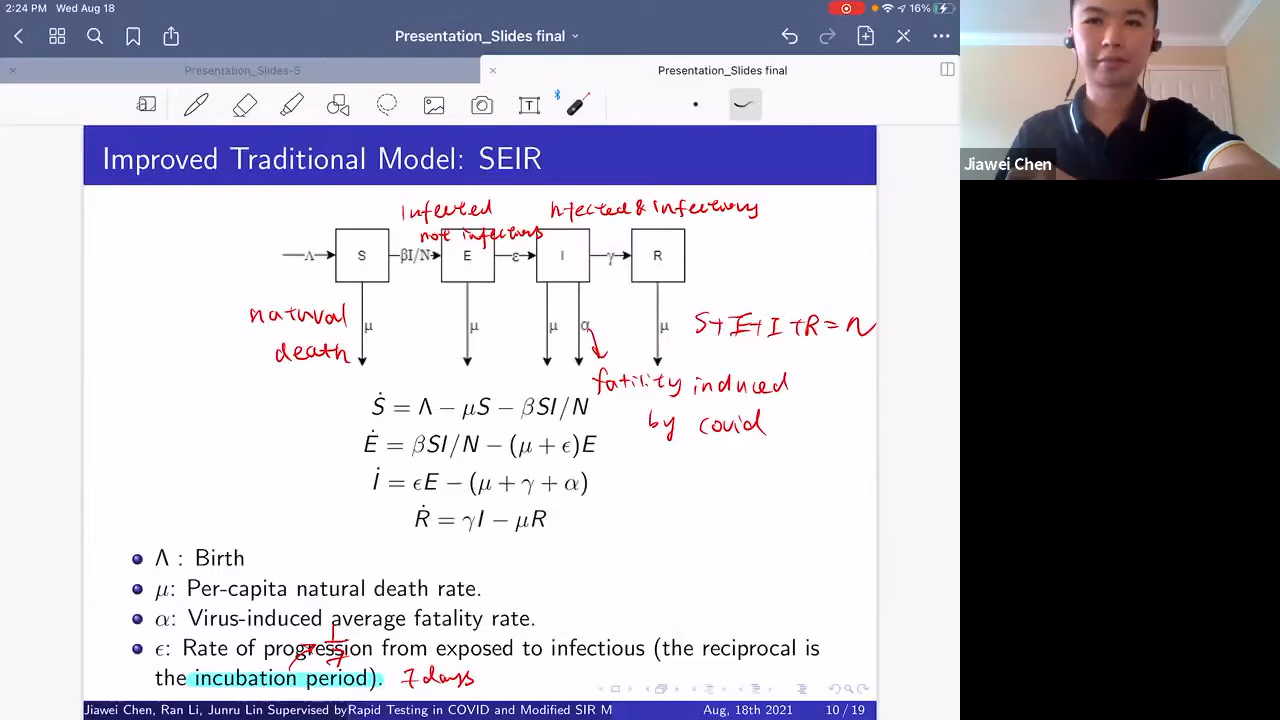 2:24 PM Wed Aug 18
16%
Presentation_Slides final
Presentation_Slides-5
Presentation_Slides final
T
Jiawei Chen
Improved Traditional Model: SEIR
Infected
not infectious
infected & infectious
Λ S βI/N E ε I γ R
natural
death
μ μ μ α μ
S+E+I+R=N
fatility induced
by covid
Ṡ = Λ − μS − βSI/N
Ė = βSI/N − (μ + ϵ)E
İ = ϵE − (μ + γ + α)
Ṙ = γI − μR
Λ : Birth
μ: Per-capita natural death rate.
α: Virus-induced average fatality rate.
1/7
ϵ: Rate of progression from exposed to infectious (the reciprocal is
the incubation period). 7 days
Jiawei Chen, Ran Li, Junru Lin Supervised by Rapid Testing in COVID and Modified SIR M Aug, 18th 2021 10 / 19